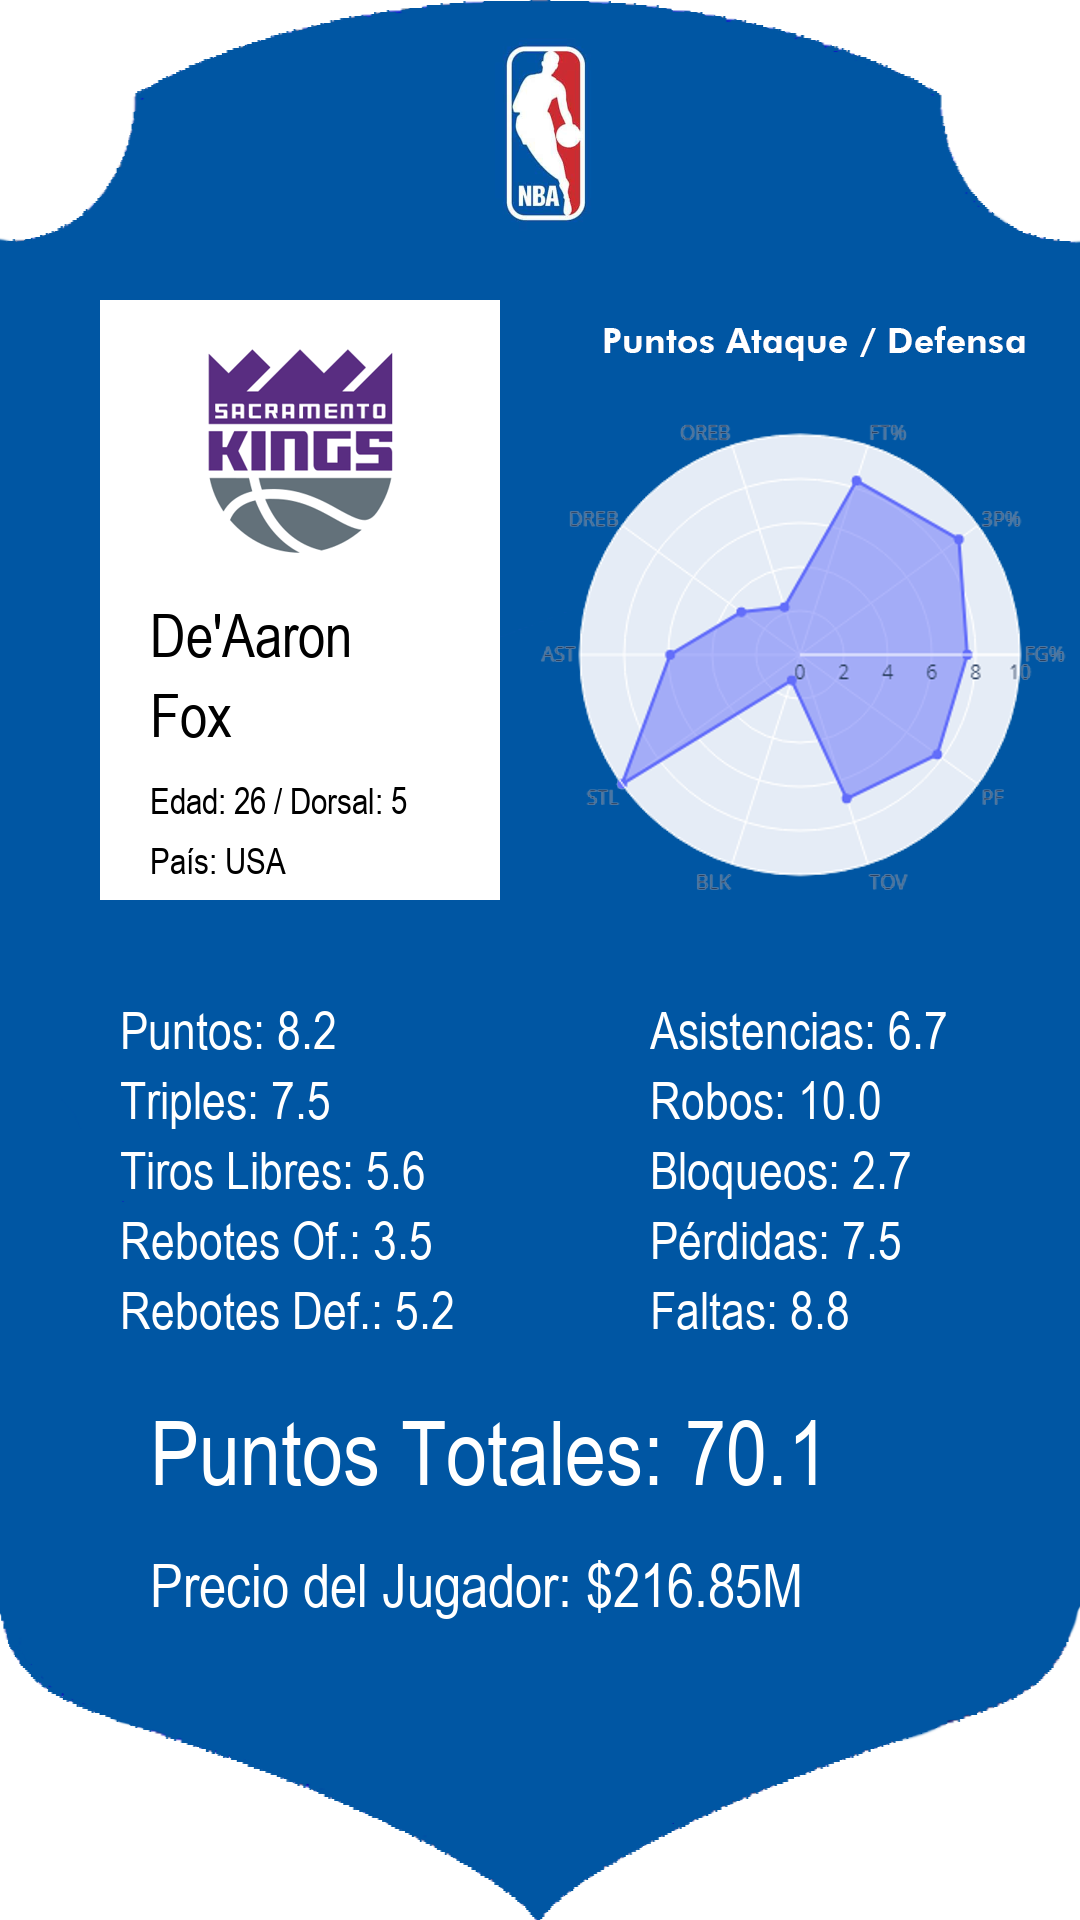 NBA
SACRAMENTO
KINGS
De'Aaron
Fox
Edad: 26 / Dorsal: 5
País: USA
Puntos Ataque / Defensa
OREB
FT%
DREB
3P%
AST
0 2 4 6 8 10
FG%
STL
PF
BLK
TOV
Puntos: 8.2
Triples: 7.5
Tiros Libres: 5.6
Rebotes Of.: 3.5
Rebotes Def.: 5.2
Asistencias: 6.7
Robos: 10.0
Bloqueos: 2.7
Pérdidas: 7.5
Faltas: 8.8
Puntos Totales: 70.1
Precio del Jugador: $216.85M